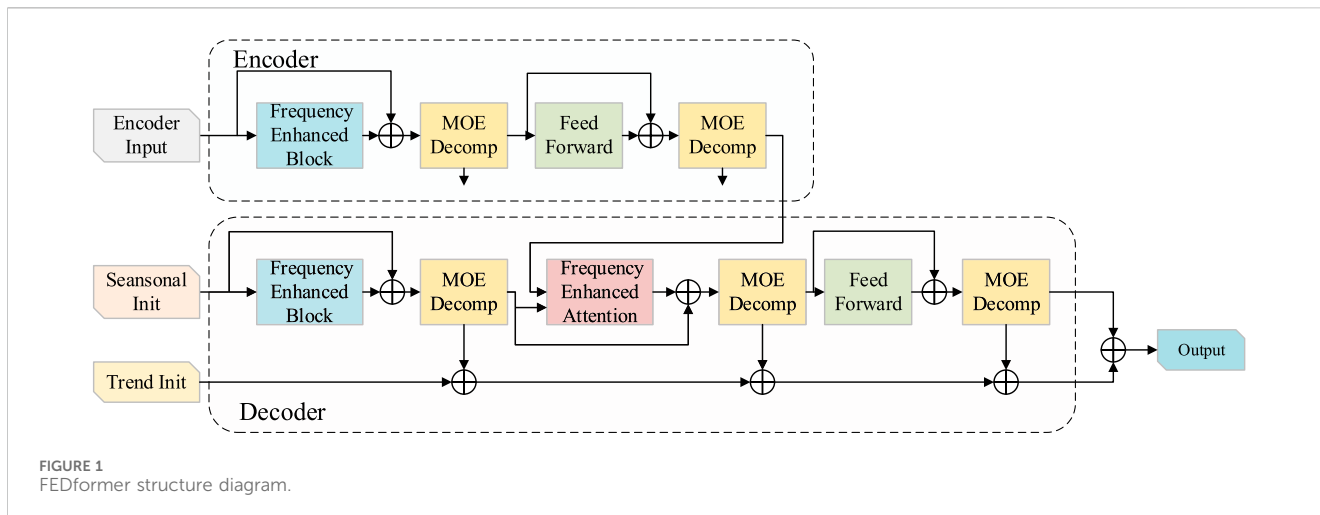 Encoder
Encoder
Input
Frequency
Enhanced
Block
MOE
Decomp
Feed
Forward
MOE
Decomp
Seansonal
Init
Frequency
Enhanced
Block
MOE
Decomp
Frequency
Enhanced
Attention
MOE
Decomp
Feed
Forward
MOE
Decomp
Output
Trend Init
Decoder
FIGURE 1
FEDformer structure diagram.